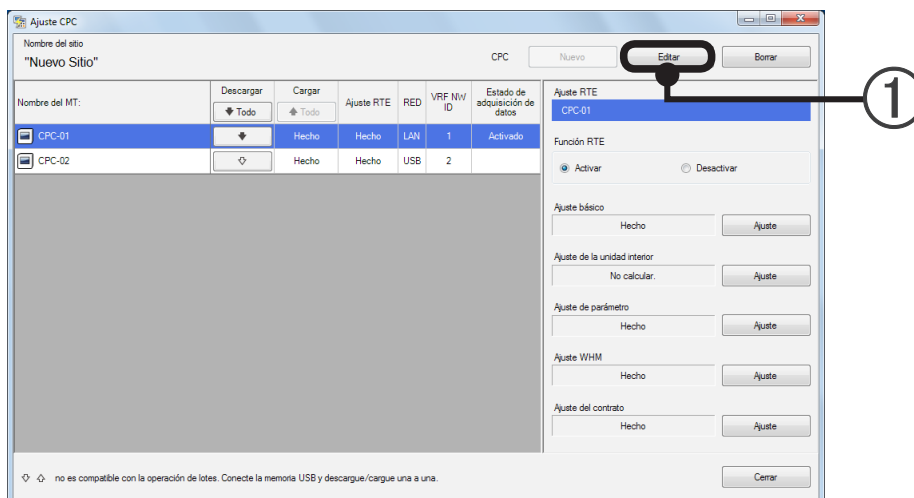 Ajuste CPC
Nombre del sitio
"Nuevo Sitio"
CPC
Nuevo
Editar
Borrar
Nombre del MT:
Descargar
Todo
Cargar
Todo
Ajuste RTE
RED
VRF NW
ID
Estado de
adquisición de
datos
CPC-01
Hecho
Hecho
LAN
1
Activado
CPC-02
Hecho
Hecho
USB
2
Ajuste RTE
CPC-01
Función RTE
Activar
Desactivar
Ajuste básico
Hecho
Ajuste
Ajuste de la unidad interior
No calcular.
Ajuste
Ajuste de parámetro
Hecho
Ajuste
Ajuste WHM
Hecho
Ajuste
Ajuste del contrato
Hecho
Ajuste
no es compatible con la operación de lotes. Conecte la memoria USB y descargue/cargue una a una.
Cerrar
1